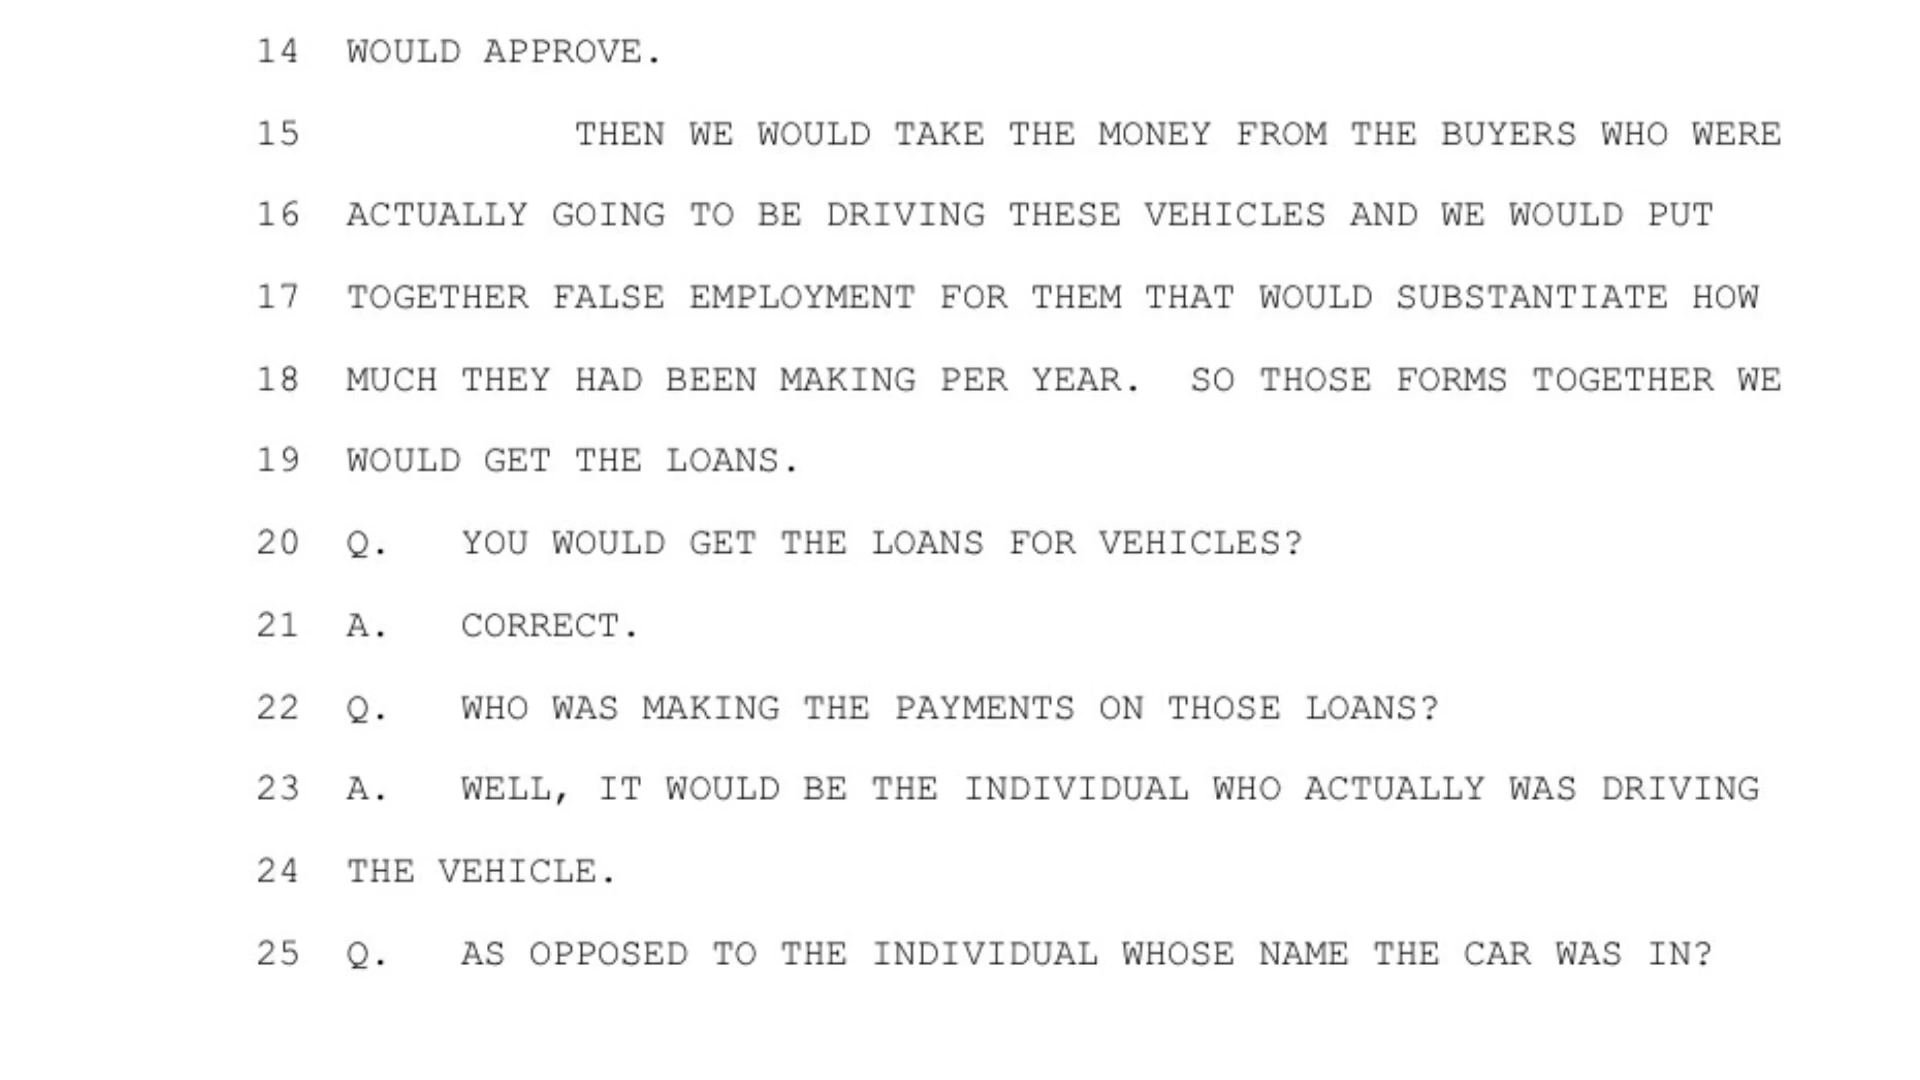 14 WOULD APPROVE.
15 THEN WE WOULD TAKE THE MONEY FROM THE BUYERS WHO WERE
16 ACTUALLY GOING TO BE DRIVING THESE VEHICLES AND WE WOULD PUT
17 TOGETHER FALSE EMPLOYMENT FOR THEM THAT WOULD SUBSTANTIATE HOW
18 MUCH THEY HAD BEEN MAKING PER YEAR. SO THOSE FORMS TOGETHER WE
19 WOULD GET THE LOANS.
20 Q. YOU WOULD GET THE LOANS FOR VEHICLES?
21 A. CORRECT.
22 Q. WHO WAS MAKING THE PAYMENTS ON THOSE LOANS?
23 A. WELL, IT WOULD BE THE INDIVIDUAL WHO ACTUALLY WAS DRIVING
24 THE VEHICLE.
25 Q. AS OPPOSED TO THE INDIVIDUAL WHOSE NAME THE CAR WAS IN?